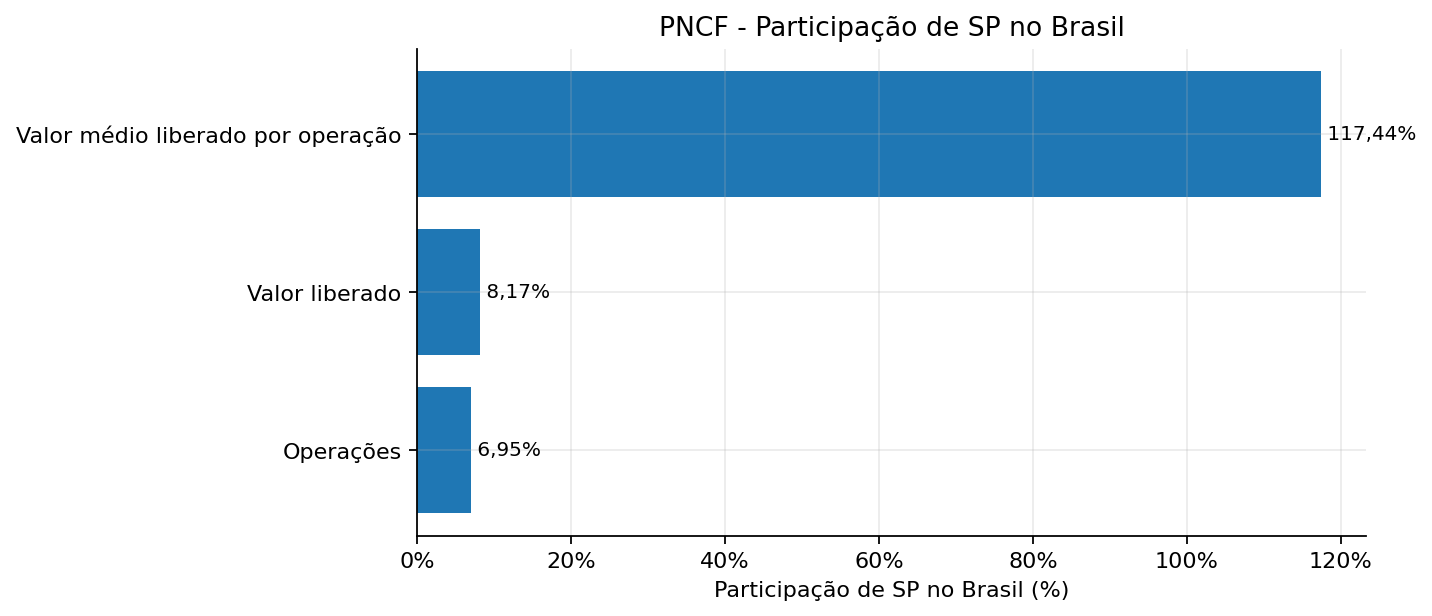 PNCF - Participação de SP no Brasil
Valor médio liberado por operação
117,44%
Valor liberado
8,17%
Operações
6,95%
0% 20% 40% 60% 80% 100% 120%
Participação de SP no Brasil (%)